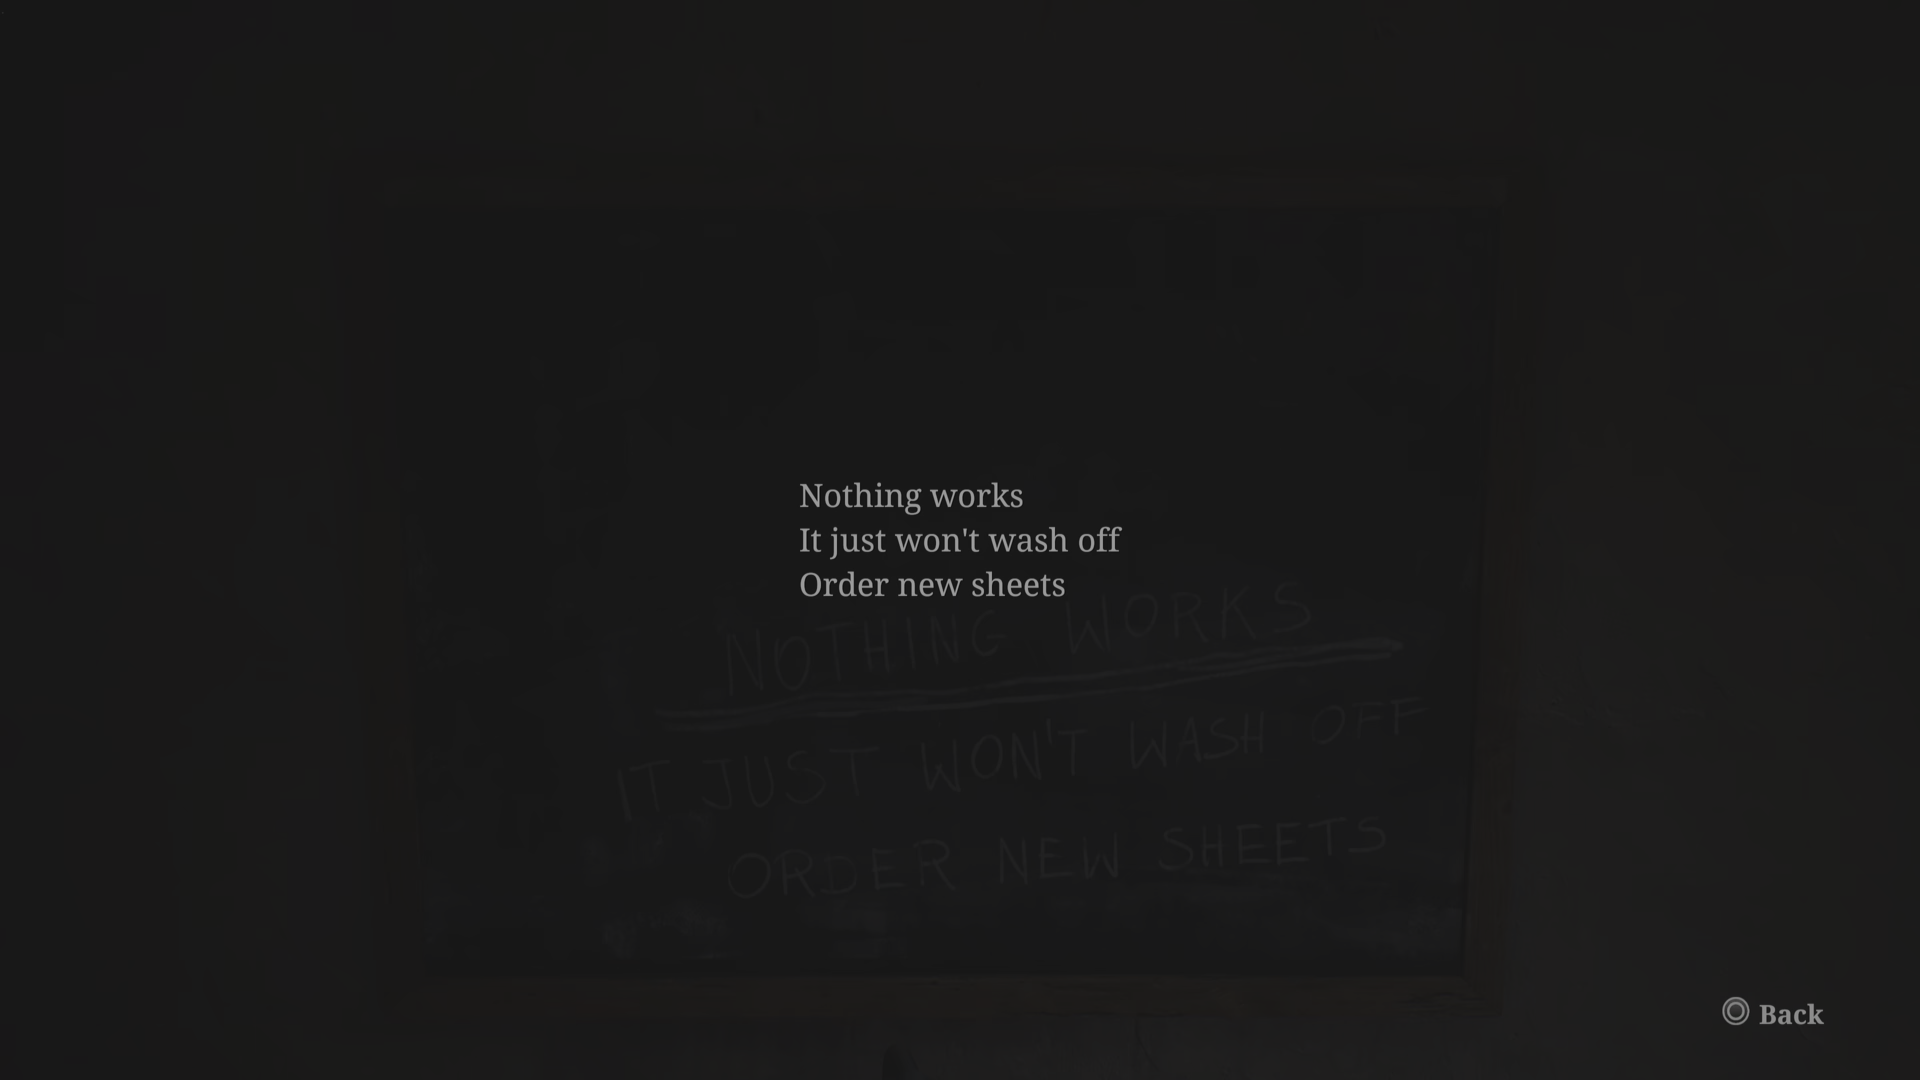 Nothing works
It just won't wash off
Order new sheets
NOTHING WORKS
IT JUST WON'T WASH OFF
ORDER NEW SHEETS
Back